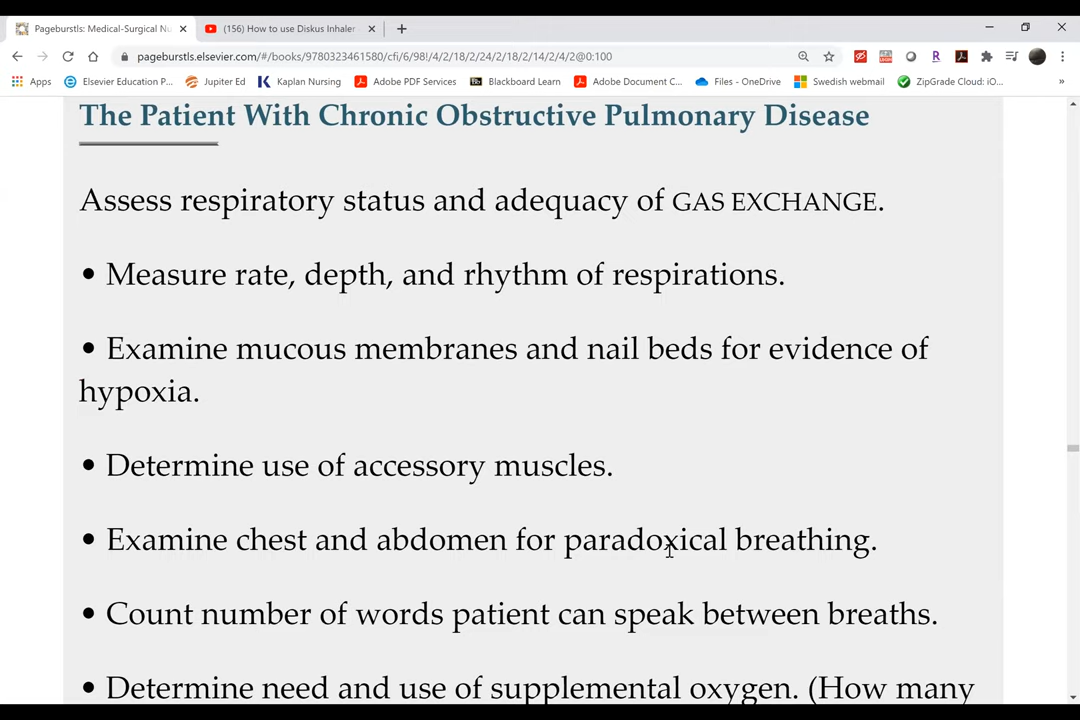 Pageburstls: Medical-Surgical Nu
(156) How to use Diskus Inhaler
pageburstls.elsevier.com/#/books/9780323461580/cfi/6/98!/4/2/18/2/24/2/18/2/14/2/4/2@0:100
Apps Elsevier Education P... Jupiter Ed Kaplan Nursing Adobe PDF Services Bb Blackboard Learn Adobe Document C... Files - OneDrive Swedish webmail ZipGrade Cloud: iO... »
The Patient With Chronic Obstructive Pulmonary Disease
Assess respiratory status and adequacy of GAS EXCHANGE.
• Measure rate, depth, and rhythm of respirations.
• Examine mucous membranes and nail beds for evidence of
hypoxia.
• Determine use of accessory muscles.
• Examine chest and abdomen for paradoxical breathing.
• Count number of words patient can speak between breaths.
• Determine need and use of supplemental oxygen. (How many